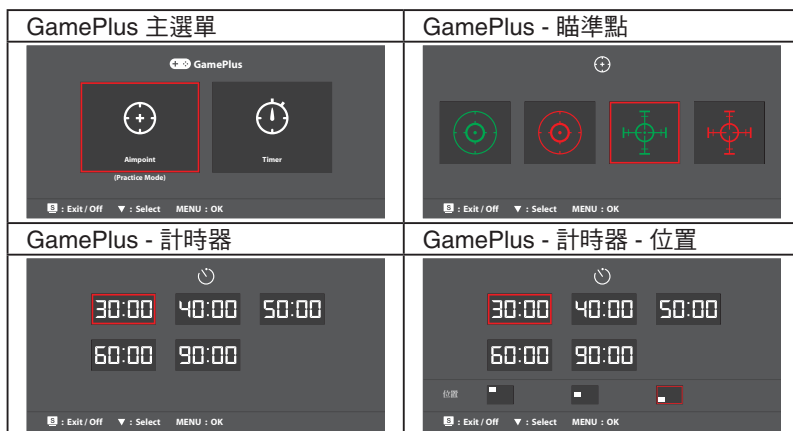 GamePlus 主選單
GamePlus - 瞄準點
GamePlus
Aimpoint
Timer
(Practice Mode)
S : Exit / Off ▼ : Select MENU : OK
S : Exit / Off ▼ : Select MENU : OK
GamePlus - 計時器
GamePlus - 計時器 - 位置
30:00 40:00 50:00
60:00 90:00
S : Exit / Off ▼ : Select MENU : OK
30:00 40:00 50:00
60:00 90:00
位置
S : Exit / Off ▼ : Select MENU : OK